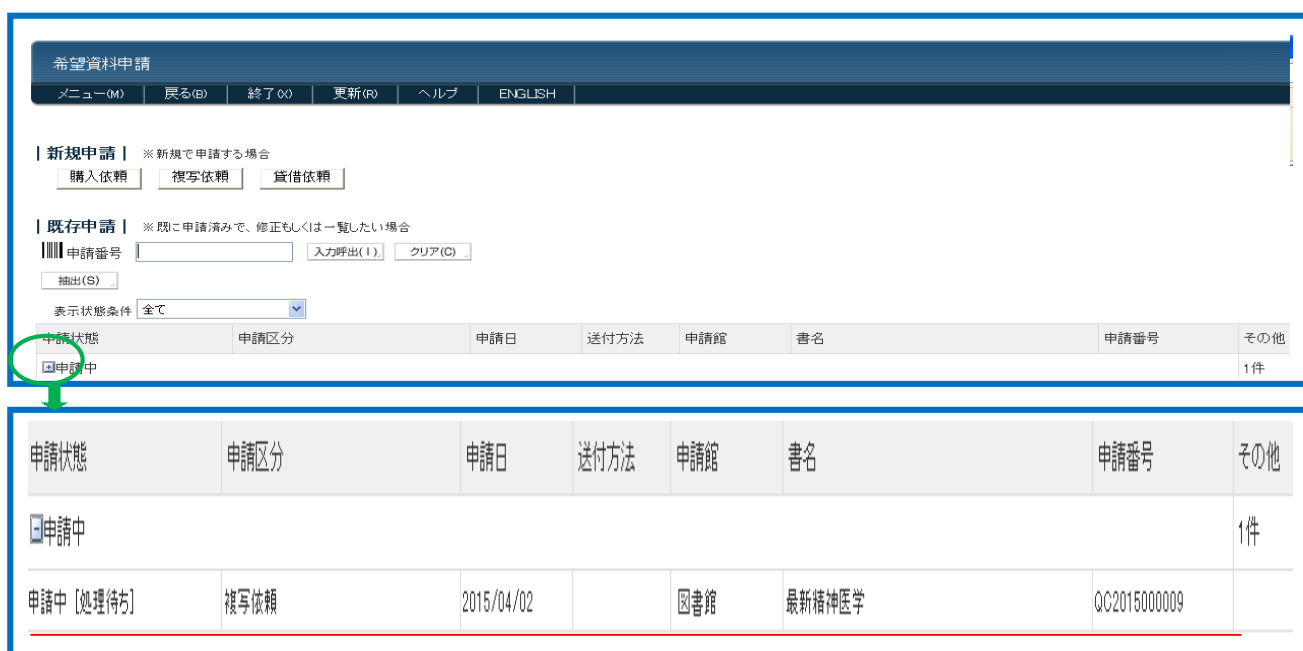 希望資料申請
メニュー(M) 戻る(B) 終了(X) 更新(R) ヘルプ ENGLISH
新規申請 ※新規で申請する場合
購入依頼 複写依頼 貸借依頼
既存申請 ※既に申請済みで、修正もしくは一覧したい場合
申請番号 入力呼出(I) クリア(C)
抽出(S)
表示状態条件 全て
申請状態 申請区分 申請日 送付方法 申請館 書名 申請番号 その他
申請中 1件
申請状態 申請区分 申請日 送付方法 申請館 書名 申請番号 その他
申請中 1件
申請中 [処理待ち] 複写依頼 2015/04/02 図書館 最新精神医学 QC2015000009